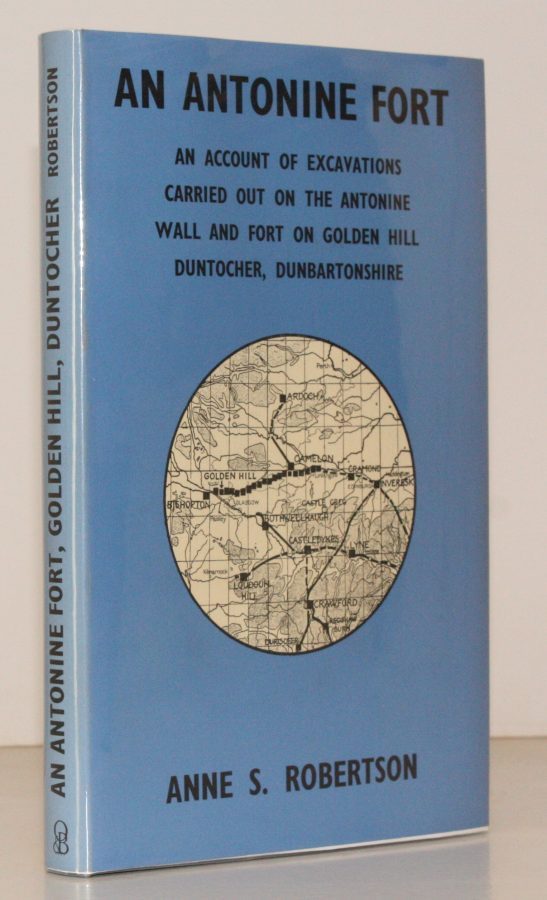 AN ANTONINE FORT
AN ACCOUNT OF EXCAVATIONS
CARRIED OUT ON THE ANTONINE
WALL AND FORT ON GOLDEN HILL
DUNTOCHER, DUNBARTONSHIRE
ARDOCH
CAMELON
GOLDEN HILL
CRAMOND
INVERESK
BISHOPTON
GLASGOW
CASTLE GREG
BOTHWELLHAUGH
CASTLEDYKES
LYNE
LOUDOUN
HILL
CRAWFORD
ANNE S. ROBERTSON
AN ANTONINE FORT, GOLDEN HILL, DUNTOCHER ROBERTSON